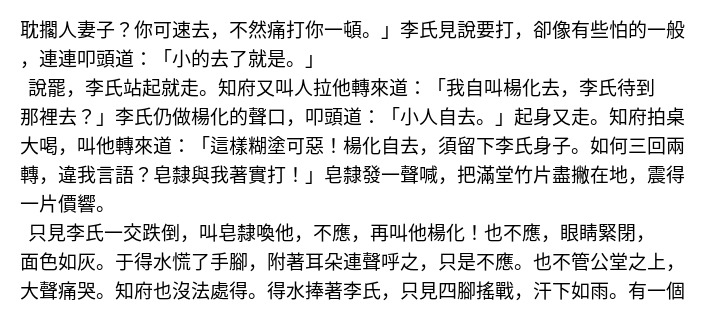 耽擱人妻子？你可速去，不然痛打你一頓。」李氏見說要打，卻像有些怕的一般
，連連叩頭道：「小的去了就是。」
說罷，李氏站起就走。知府又叫人拉他轉來道：「我自叫楊化去，李氏待到
那裡去？」李氏仍做楊化的聲口，叩頭道：「小人自去。」起身又走。知府拍桌
大喝，叫他轉來道：「這樣糊塗可惡！楊化自去，須留下李氏身子。如何三回兩
轉，違我言語？皂隸與我著實打！」皂隸發一聲喊，把滿堂竹片盡撇在地，震得
一片價響。
只見李氏一交跌倒，叫皂隸喚他，不應，再叫他楊化！也不應，眼睛緊閉，
面色如灰。于得水慌了手腳，附著耳朵連聲呼之，只是不應。也不管公堂之上，
大聲痛哭。知府也沒法處得。得水捧著李氏，只見四腳搖戰，汗下如雨。有一個